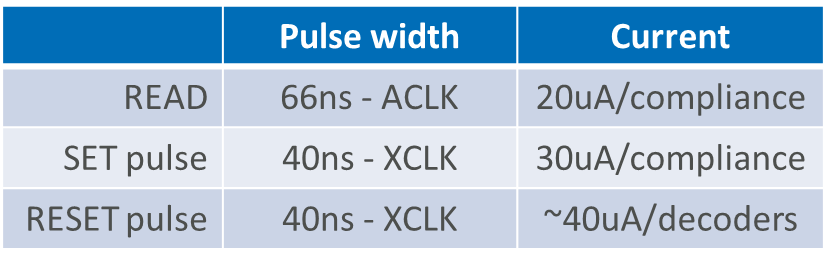 Pulse width Current
READ 66ns - ACLK 20uA/compliance
SET pulse 40ns - XCLK 30uA/compliance
RESET pulse 40ns - XCLK ~40uA/decoders